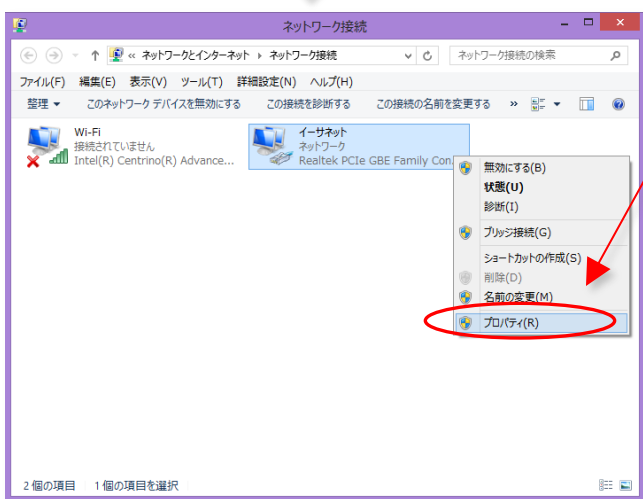 ネットワーク接続
« ネットワークとインターネット ▸ ネットワーク接続
ネットワーク接続の検索
ファイル(F) 編集(E) 表示(V) ツール(T) 詳細設定(N) ヘルプ(H)
整理 ▼ このネットワーク デバイスを無効にする この接続を診断する この接続の名前を変更する »
Wi-Fi
接続されていません
Intel(R) Centrino(R) Advance...
イーサネット
ネットワーク
Realtek PCIe GBE Family Con...
無効にする(B)
状態(U)
診断(I)
ブリッジ接続(G)
ショートカットの作成(S)
削除(D)
名前の変更(M)
プロパティ(R)
2 個の項目 1 個の項目を選択